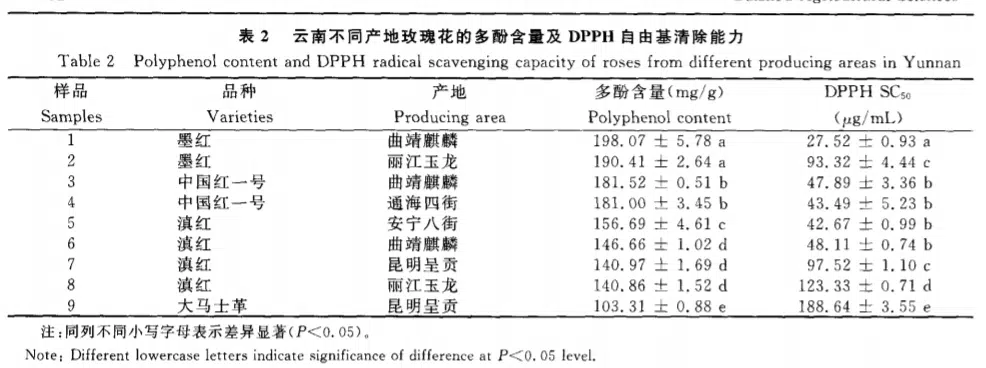 表 2 云南不同产地玫瑰花的多酚含量及 DPPH 自由基清除能力
Table 2 Polyphenol content and DPPH radical scavenging capacity of roses from different producing areas in Yunnan
样品 品种 产地 多酚含量(mg/g) DPPH SC₅₀
Samples Varieties Producing area Polyphenol content (μg/mL)
1 墨红 曲靖麒麟 198.07 ± 5.78 a 27.52 ± 0.93 a
2 墨红 丽江玉龙 190.41 ± 2.64 a 93.32 ± 4.44 c
3 中国红一号 曲靖麒麟 181.52 ± 0.51 b 47.89 ± 3.36 b
4 中国红一号 通海四街 181.00 ± 3.45 b 43.49 ± 5.23 b
5 滇红 安宁八街 156.69 ± 4.61 c 42.67 ± 0.99 b
6 滇红 曲靖麒麟 146.66 ± 1.02 d 48.11 ± 0.74 b
7 滇红 昆明呈贡 140.97 ± 1.69 d 97.52 ± 1.10 c
8 滇红 丽江玉龙 140.86 ± 1.52 d 123.33 ± 0.71 d
9 大马士革 昆明呈贡 103.31 ± 0.88 e 188.64 ± 3.55 e
注:同列不同小写字母表示差异显著(P<0.05)。
Note: Different lowercase letters indicate significance of difference at P<0.05 level.